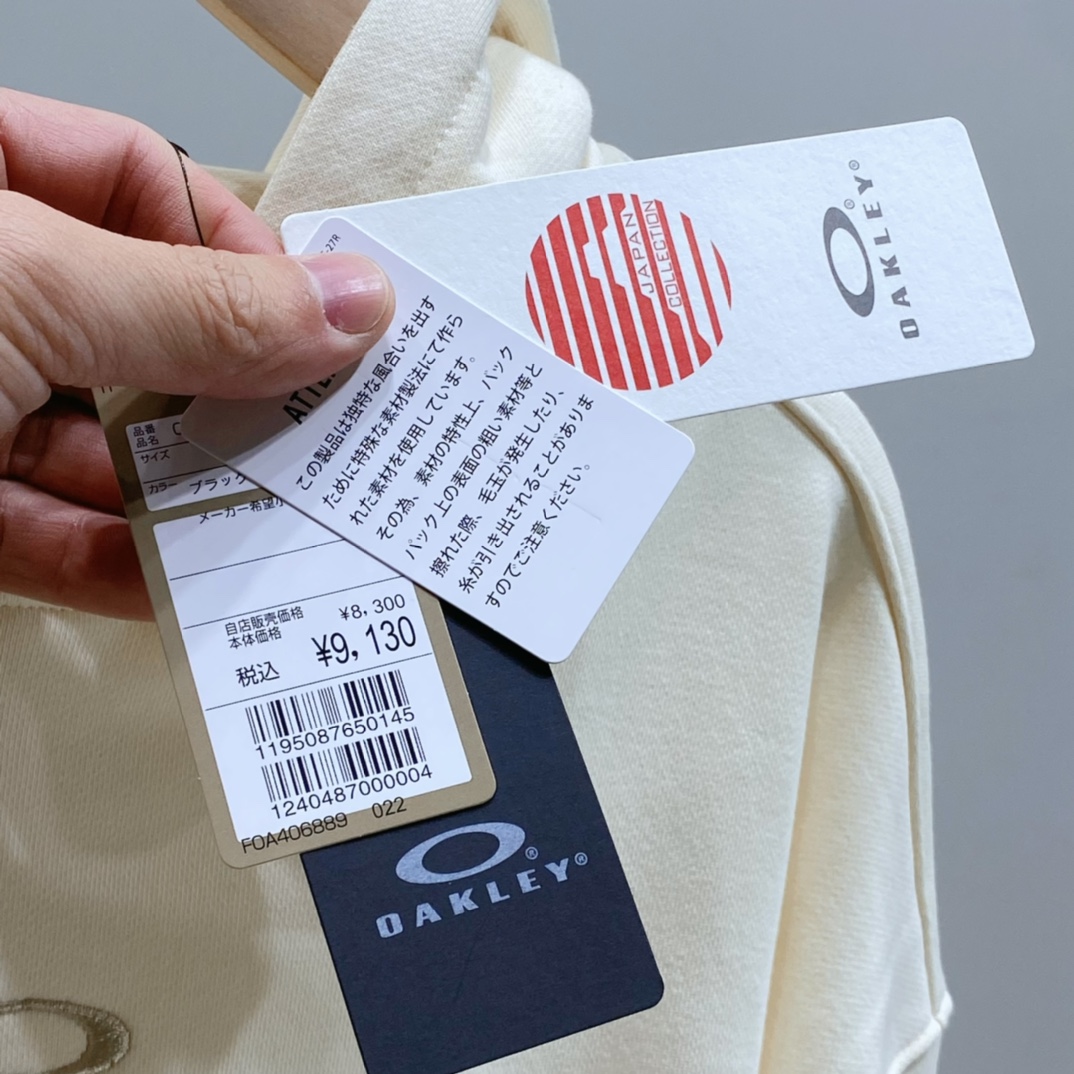 JAPAN
COLLECTION
OAKLEY®
-27R
この製品は独特な風合いを出す
ために特殊な素材製法にて作ら
れた素材を使用しています。
その為、素材の特性上、バック
パック上の表面の粗い素材等と
擦れた際、毛玉が発生したり、
糸が引き出されることがありま
すのでご注意ください。
品番
品名
サイズ
カラー ブラック
メーカー希望
自店販売価格
本体価格 ¥8,300
税込 ¥9,130
1195087650145
1240487000004
FOA406889 022
OAKLEY®